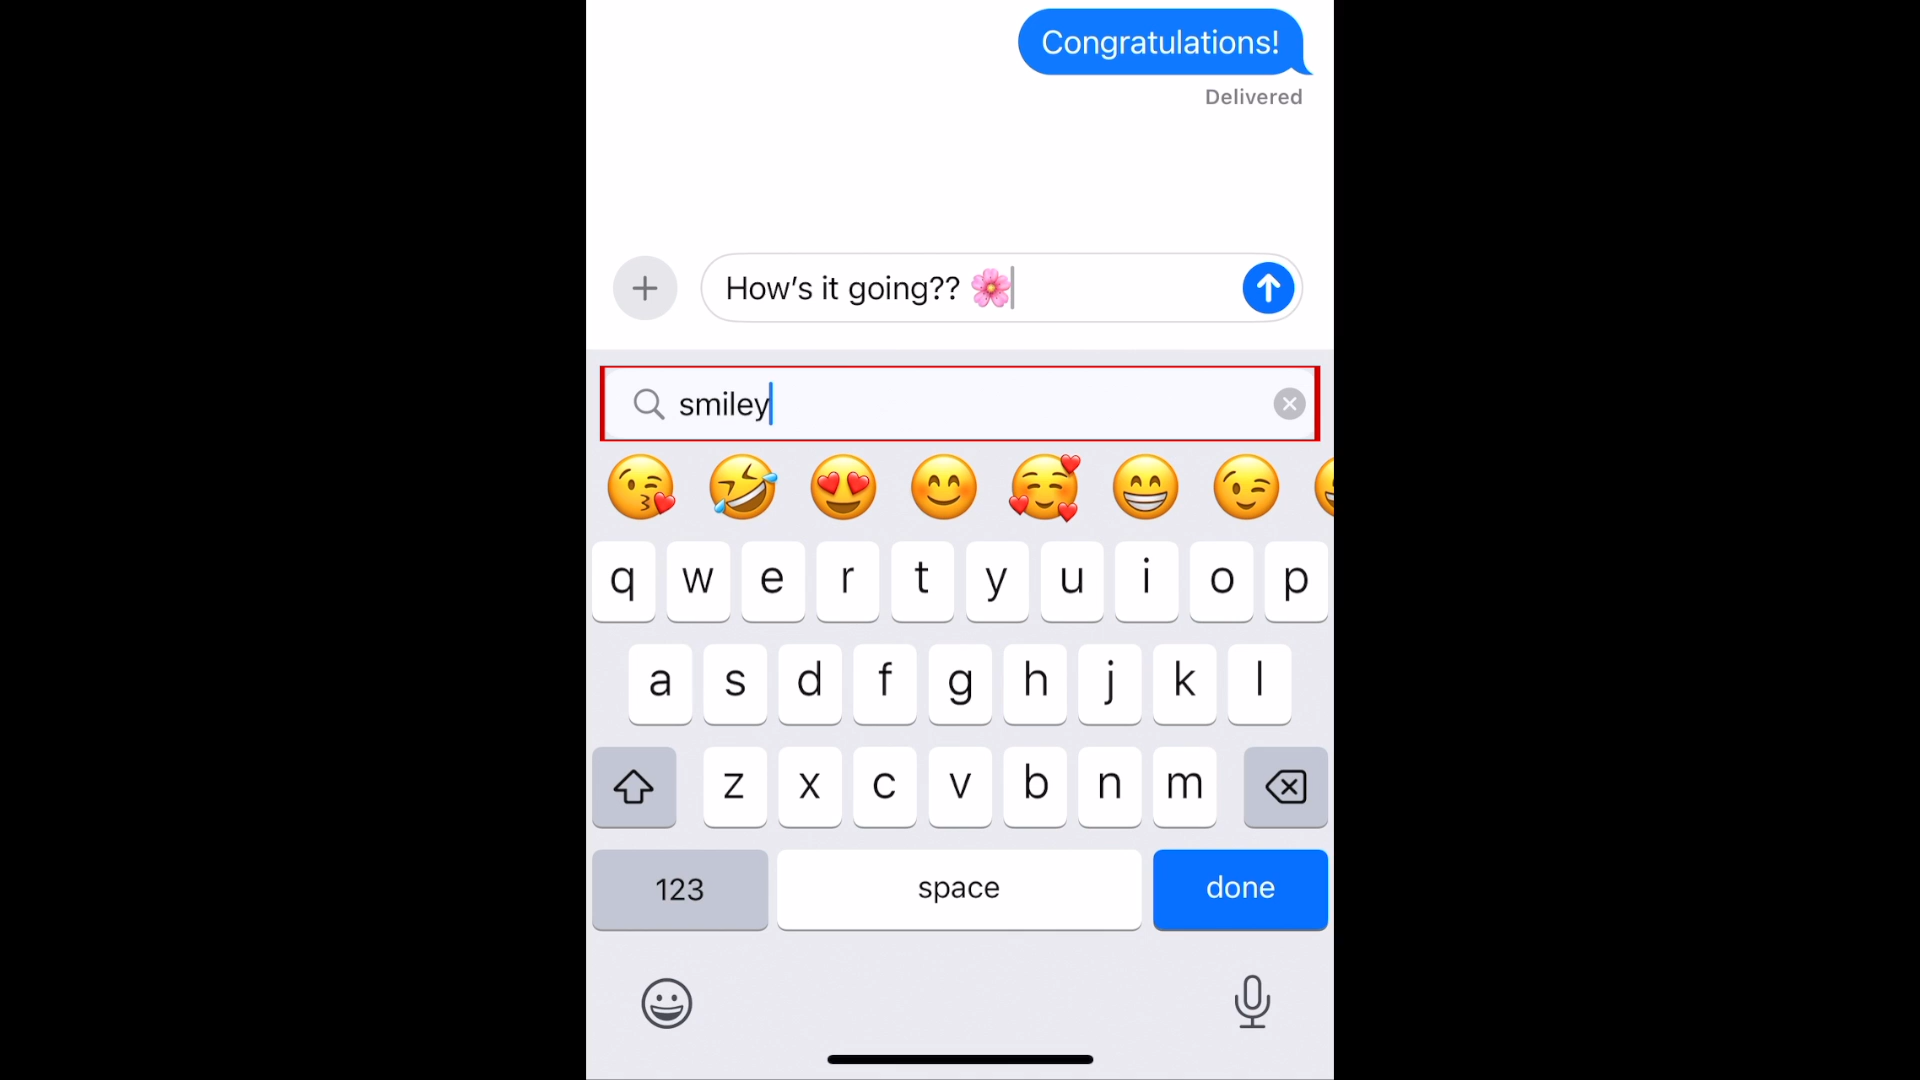 Congratulations!
Delivered
How’s it going?? 🌸
smiley
q w e r t y u i o p
a s d f g h j k l
z x c v b n m
123 space done